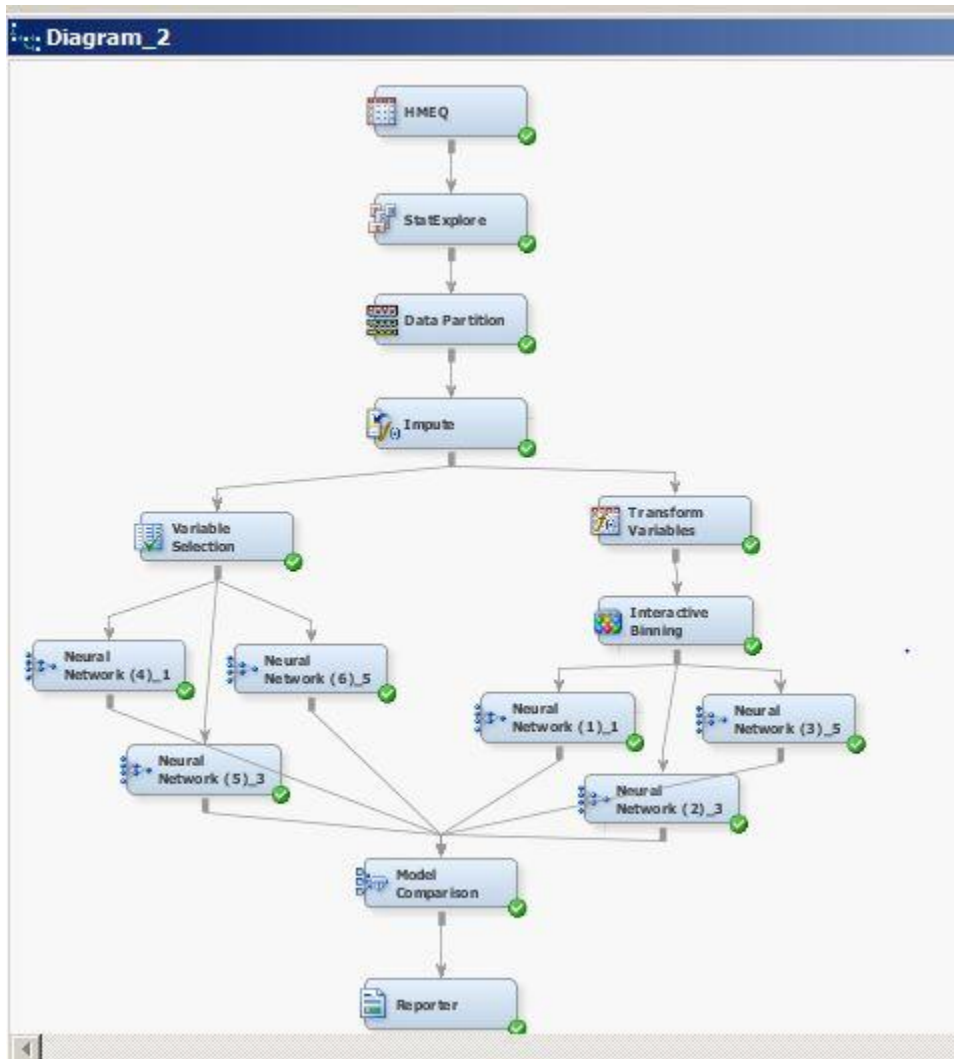 Diagram_2
HMEQ
StatExplore
Data Partition
Impute
Variable
Selection
Transform
Variables
Interactive
Binning
Neural
Network (4)_1
Neural
Network (6)_5
Neural
Network (1)_1
Neural
Network (3)_5
Neural
Network (5)_3
Neural
Network (2)_3
Model
Comparison
Reporter